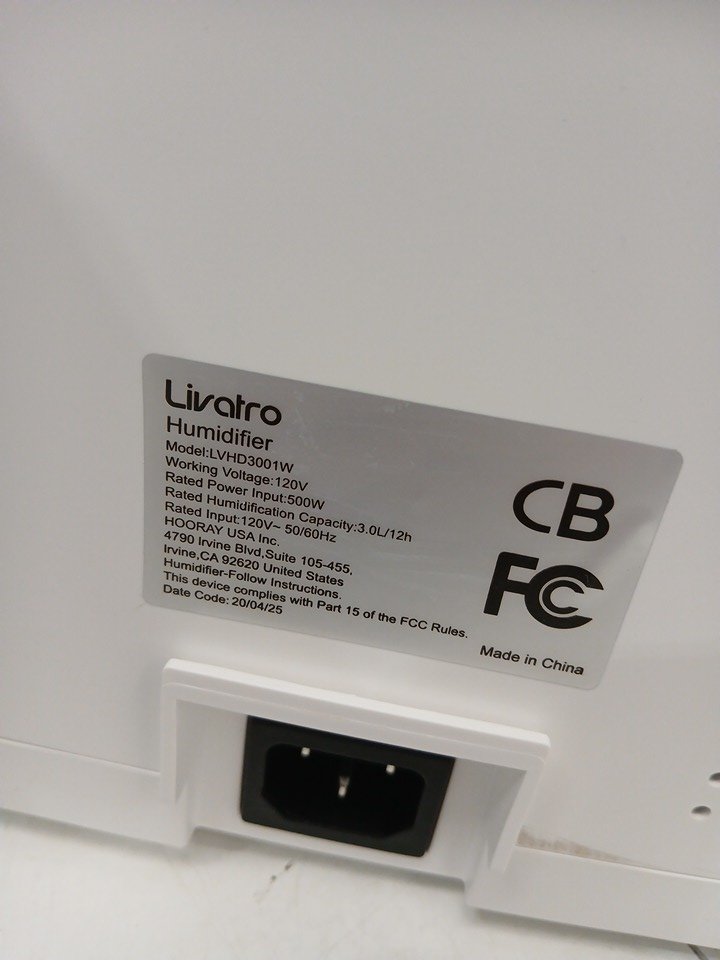 Livatro
Humidifier
Model:LVHD3001W
Working Voltage:120V
Rated Power Input:500W
Rated Humidification Capacity:3.0L/12h
Rated Input:120V~ 50/60Hz
HOORAY USA Inc.
4790 Irvine Blvd,Suite 105-455,
Irvine,CA 92620 United States
Humidifier-Follow Instructions.
This device complies with Part 15 of the FCC Rules.
Date Code: 20/04/25
CB
FC
Made in China